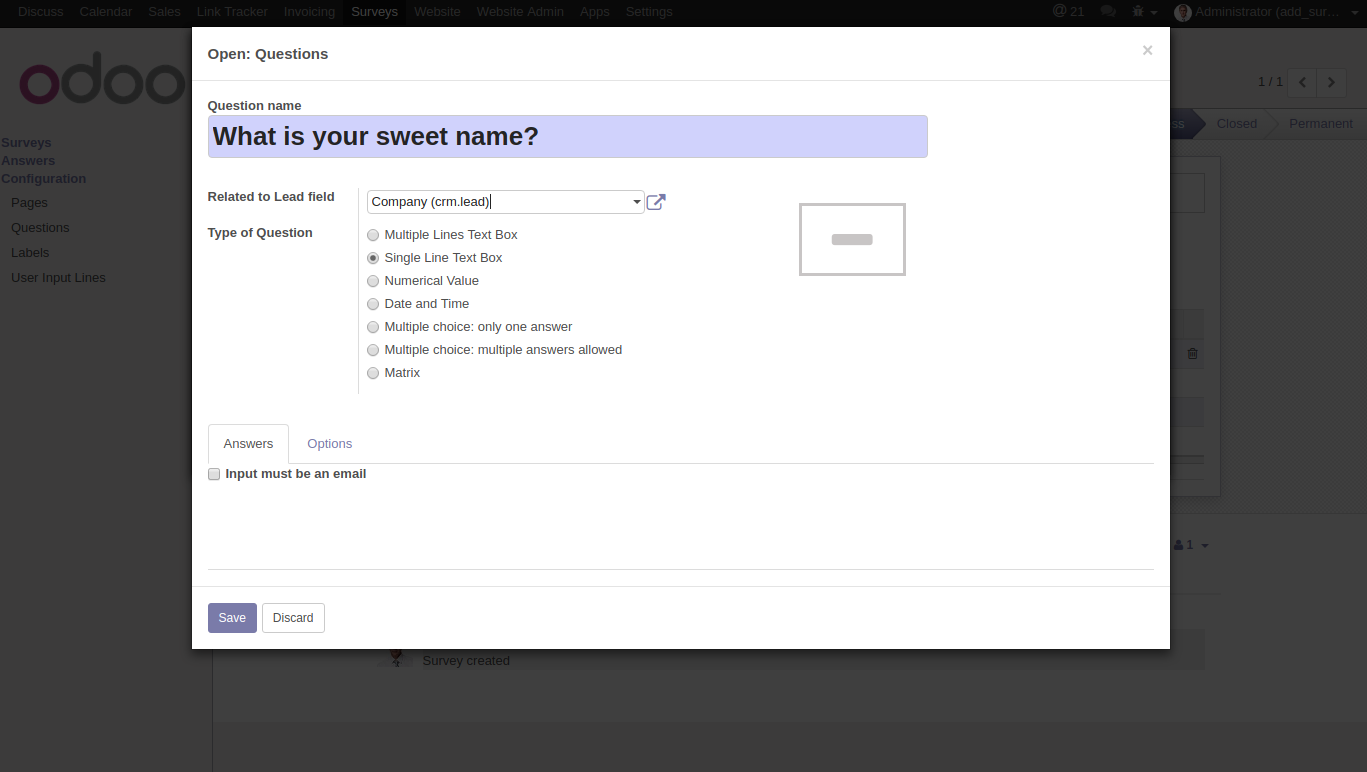 Discuss Calendar Sales Link Tracker Invoicing Surveys Website Website Admin Apps Settings @ 21 Administrator (add_sur...
Open: Questions ×
odoo
1 / 1
Question name
What is your sweet name?
Closed Permanent
Surveys
Answers
Configuration
Pages
Questions
Labels
User Input Lines
Related to Lead field Company (crm.lead)
Type of Question Multiple Lines Text Box
Single Line Text Box
Numerical Value
Date and Time
Multiple choice: only one answer
Multiple choice: multiple answers allowed
Matrix
Answers Options
Input must be an email
1
Save Discard
Survey created